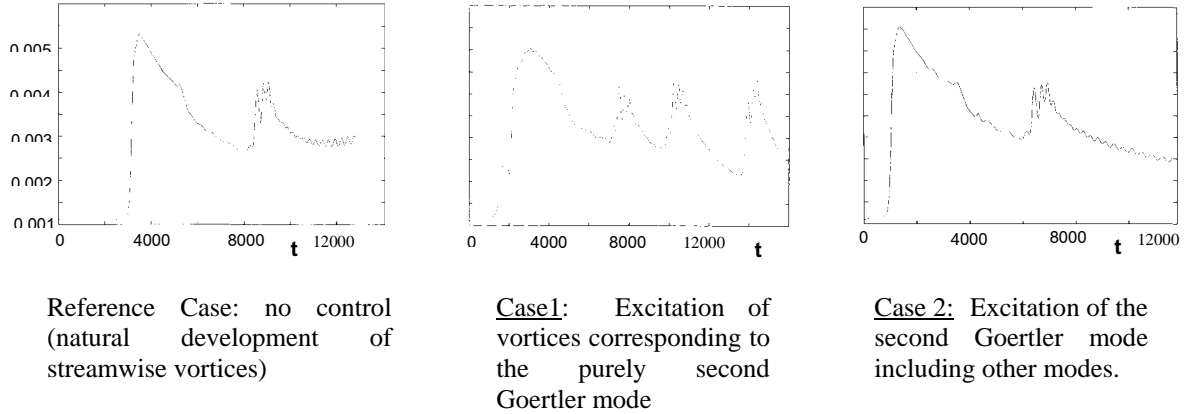 0.005
0.004
0.003
0.002
0.001
0 4000 8000 12000
t
0 4000 8000 12000
t
0 4000 8000 12000
t
Reference Case: no control
(natural development of
streamwise vortices)
Case1: Excitation of
vortices corresponding to
the purely second
Goertler mode
Case 2: Excitation of the
second Goertler mode
including other modes.